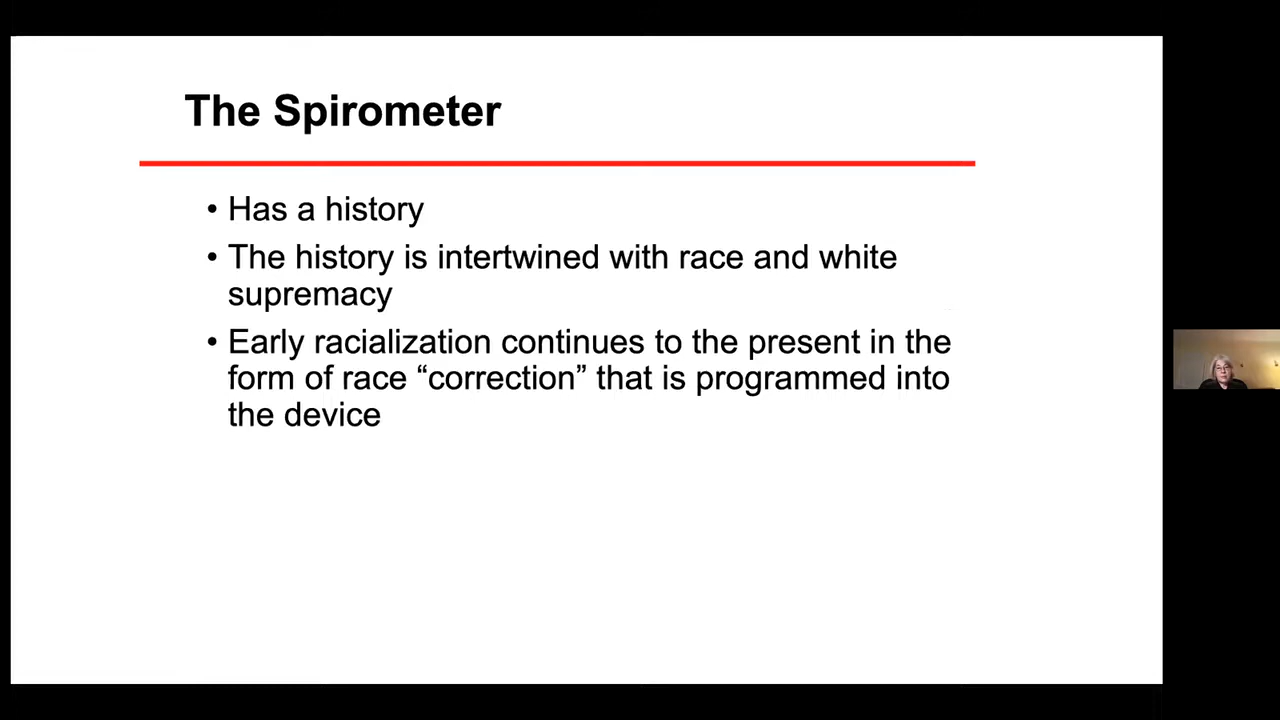 The Spirometer
• Has a history
• The history is intertwined with race and white
supremacy
• Early racialization continues to the present in the
form of race “correction” that is programmed into
the device